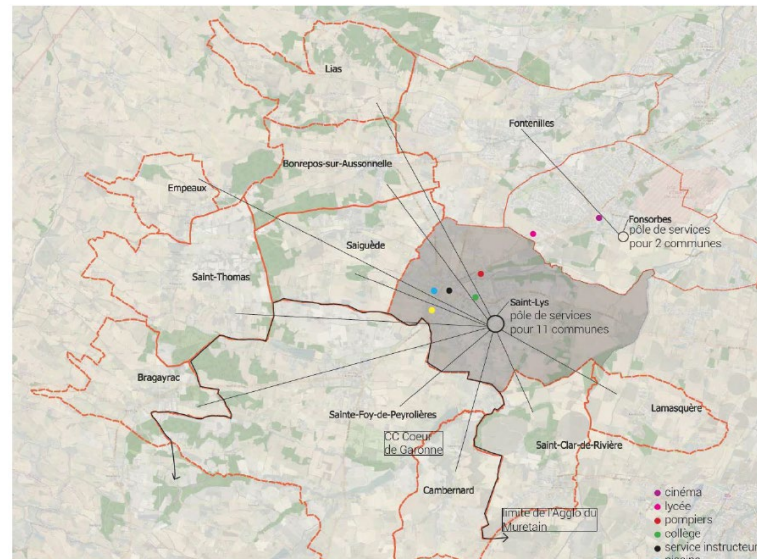 Lias
Fontenilles
Bonrepos-sur-Aussonnelle
Empeaux
Fonsorbes
pôle de services
pour 2 communes
Saiguède
Saint-Thomas
Saint-Lys
pôle de services
pour 11 communes
Bragayrac
Lamasquère
Sainte-Foy-de-Peyrolières
CC Coeur
de Garonne
Saint-Clar-de-Rivière
Cambernard
limite de l'Agglo du
Muretain
cinéma
lycée
pompiers
collège
service instructeur